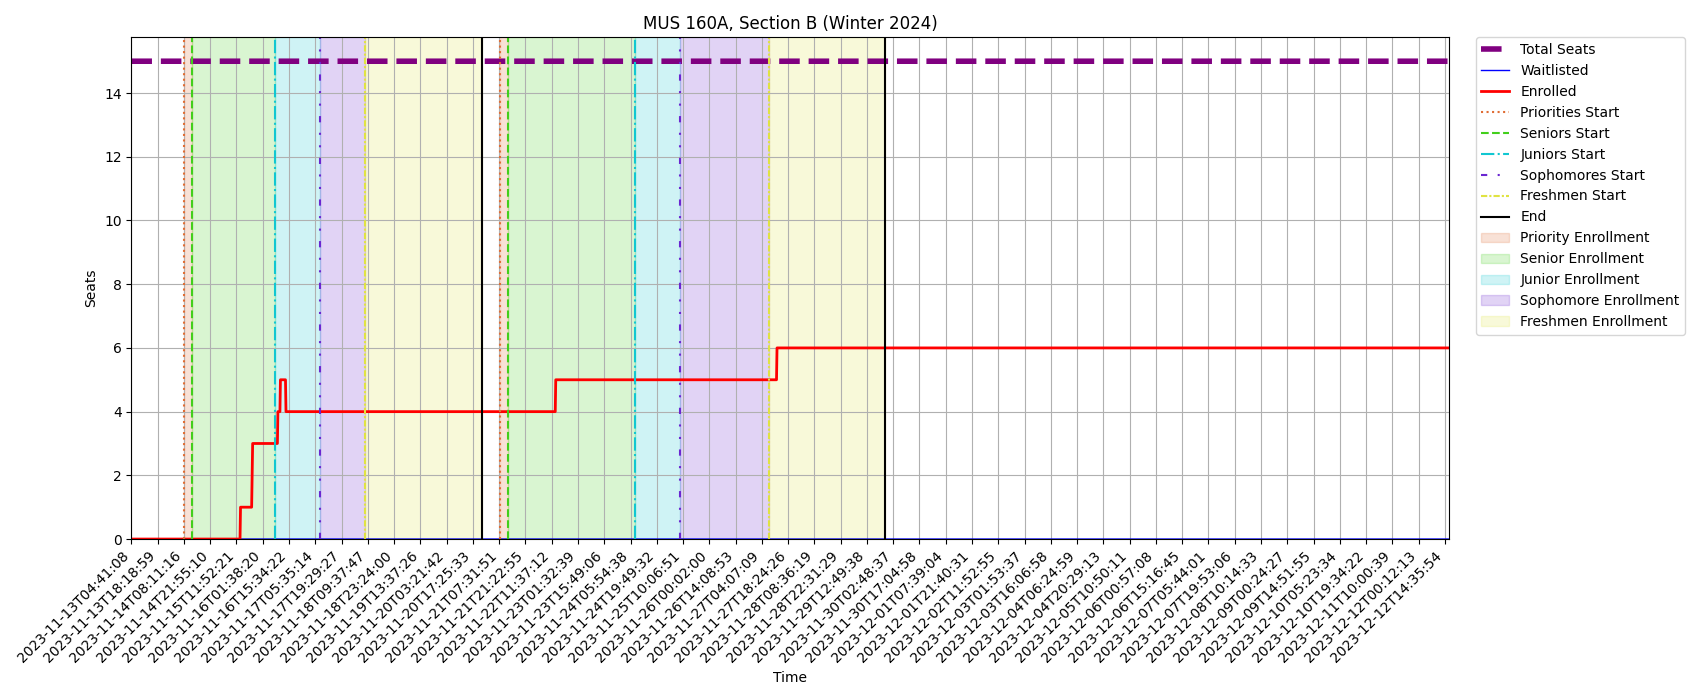 MUS 160A, Section B (Winter 2024)
Total Seats
Waitlisted
Enrolled
Priorities Start
Seniors Start
Juniors Start
Sophomores Start
Freshmen Start
End
Priority Enrollment
Senior Enrollment
Junior Enrollment
Sophomore Enrollment
Freshmen Enrollment
Seats
14
12
10
8
6
4
2
0
2023-11-13T04:41:08
2023-11-13T18:18:59
2023-11-14T08:11:16
2023-11-14T21:55:10
2023-11-15T11:52:21
2023-11-16T01:38:20
2023-11-16T15:34:22
2023-11-17T05:35:14
2023-11-17T19:29:27
2023-11-18T09:37:47
2023-11-18T23:24:00
2023-11-19T13:37:26
2023-11-20T03:21:42
2023-11-20T17:25:33
2023-11-21T07:31:51
2023-11-21T21:22:55
2023-11-22T11:37:12
2023-11-23T01:32:39
2023-11-23T15:49:06
2023-11-24T05:54:38
2023-11-24T19:49:32
2023-11-25T10:06:51
2023-11-26T00:02:00
2023-11-26T14:08:53
2023-11-27T04:07:09
2023-11-27T18:24:26
2023-11-28T08:36:19
2023-11-28T22:31:29
2023-11-29T12:49:38
2023-11-30T02:48:37
2023-11-30T17:04:58
2023-12-01T07:39:04
2023-12-01T21:40:31
2023-12-02T11:52:55
2023-12-03T01:53:37
2023-12-03T16:06:58
2023-12-04T06:24:59
2023-12-04T20:29:13
2023-12-05T10:50:11
2023-12-06T00:57:08
2023-12-06T15:16:45
2023-12-07T05:44:01
2023-12-07T19:53:06
2023-12-08T10:14:33
2023-12-09T00:24:27
2023-12-09T14:51:55
2023-12-10T05:23:34
2023-12-10T19:34:22
2023-12-11T10:00:39
2023-12-12T00:12:13
2023-12-12T14:35:54
Time